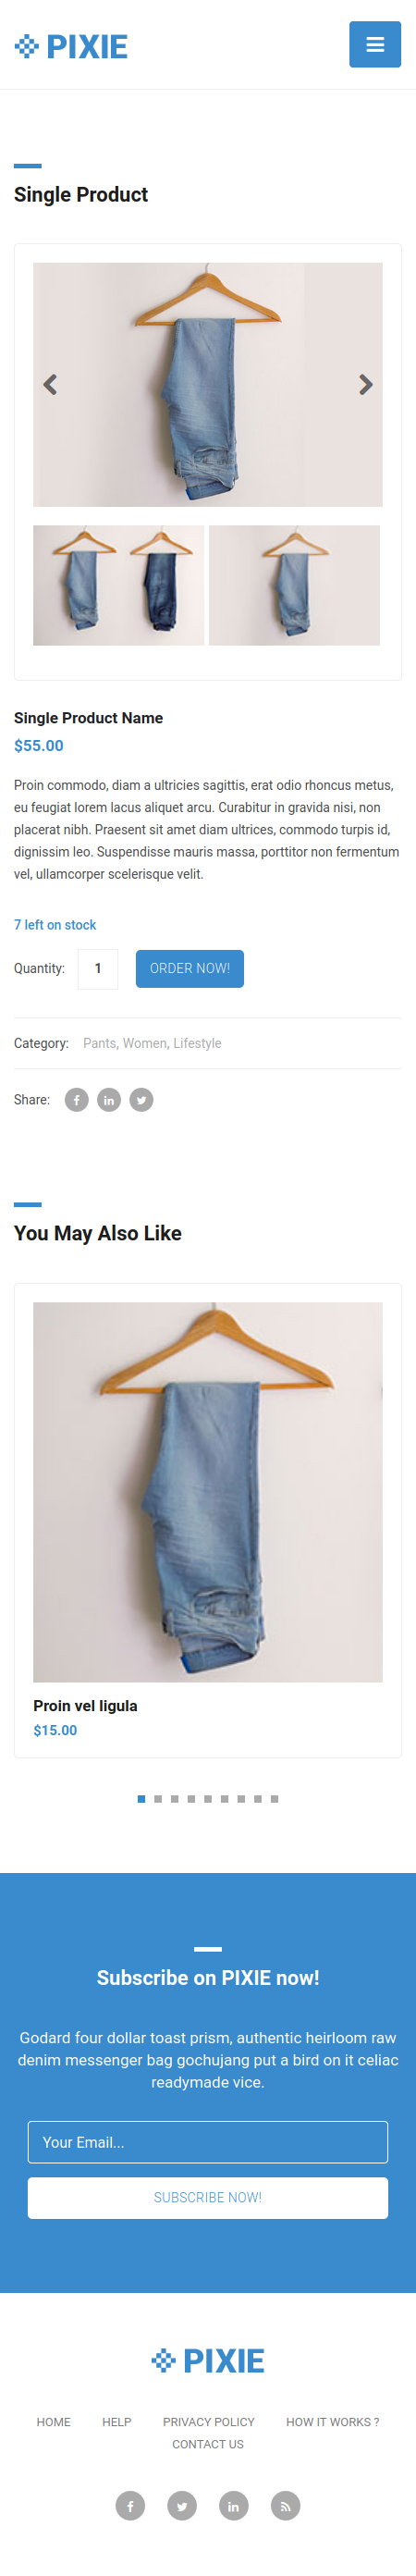 PIXIE
Single Product
Single Product Name
$55.00
Proin commodo, diam a ultricies sagittis, erat odio rhoncus metus,
eu feugiat lorem lacus aliquet arcu. Curabitur in gravida nisi, non
placerat nibh. Praesent sit amet diam ultrices, commodo turpis id,
dignissim leo. Suspendisse mauris massa, porttitor non fermentum
vel, ullamcorper scelerisque velit.
7 left on stock
Quantity: 1 ORDER NOW!
Category: Pants, Women, Lifestyle
Share:
You May Also Like
Proin vel ligula
$15.00
Subscribe on PIXIE now!
Godard four dollar toast prism, authentic heirloom raw
denim messenger bag gochujang put a bird on it celiac
readymade vice.
Your Email...
SUBSCRIBE NOW!
PIXIE
HOME HELP PRIVACY POLICY HOW IT WORKS ?
CONTACT US